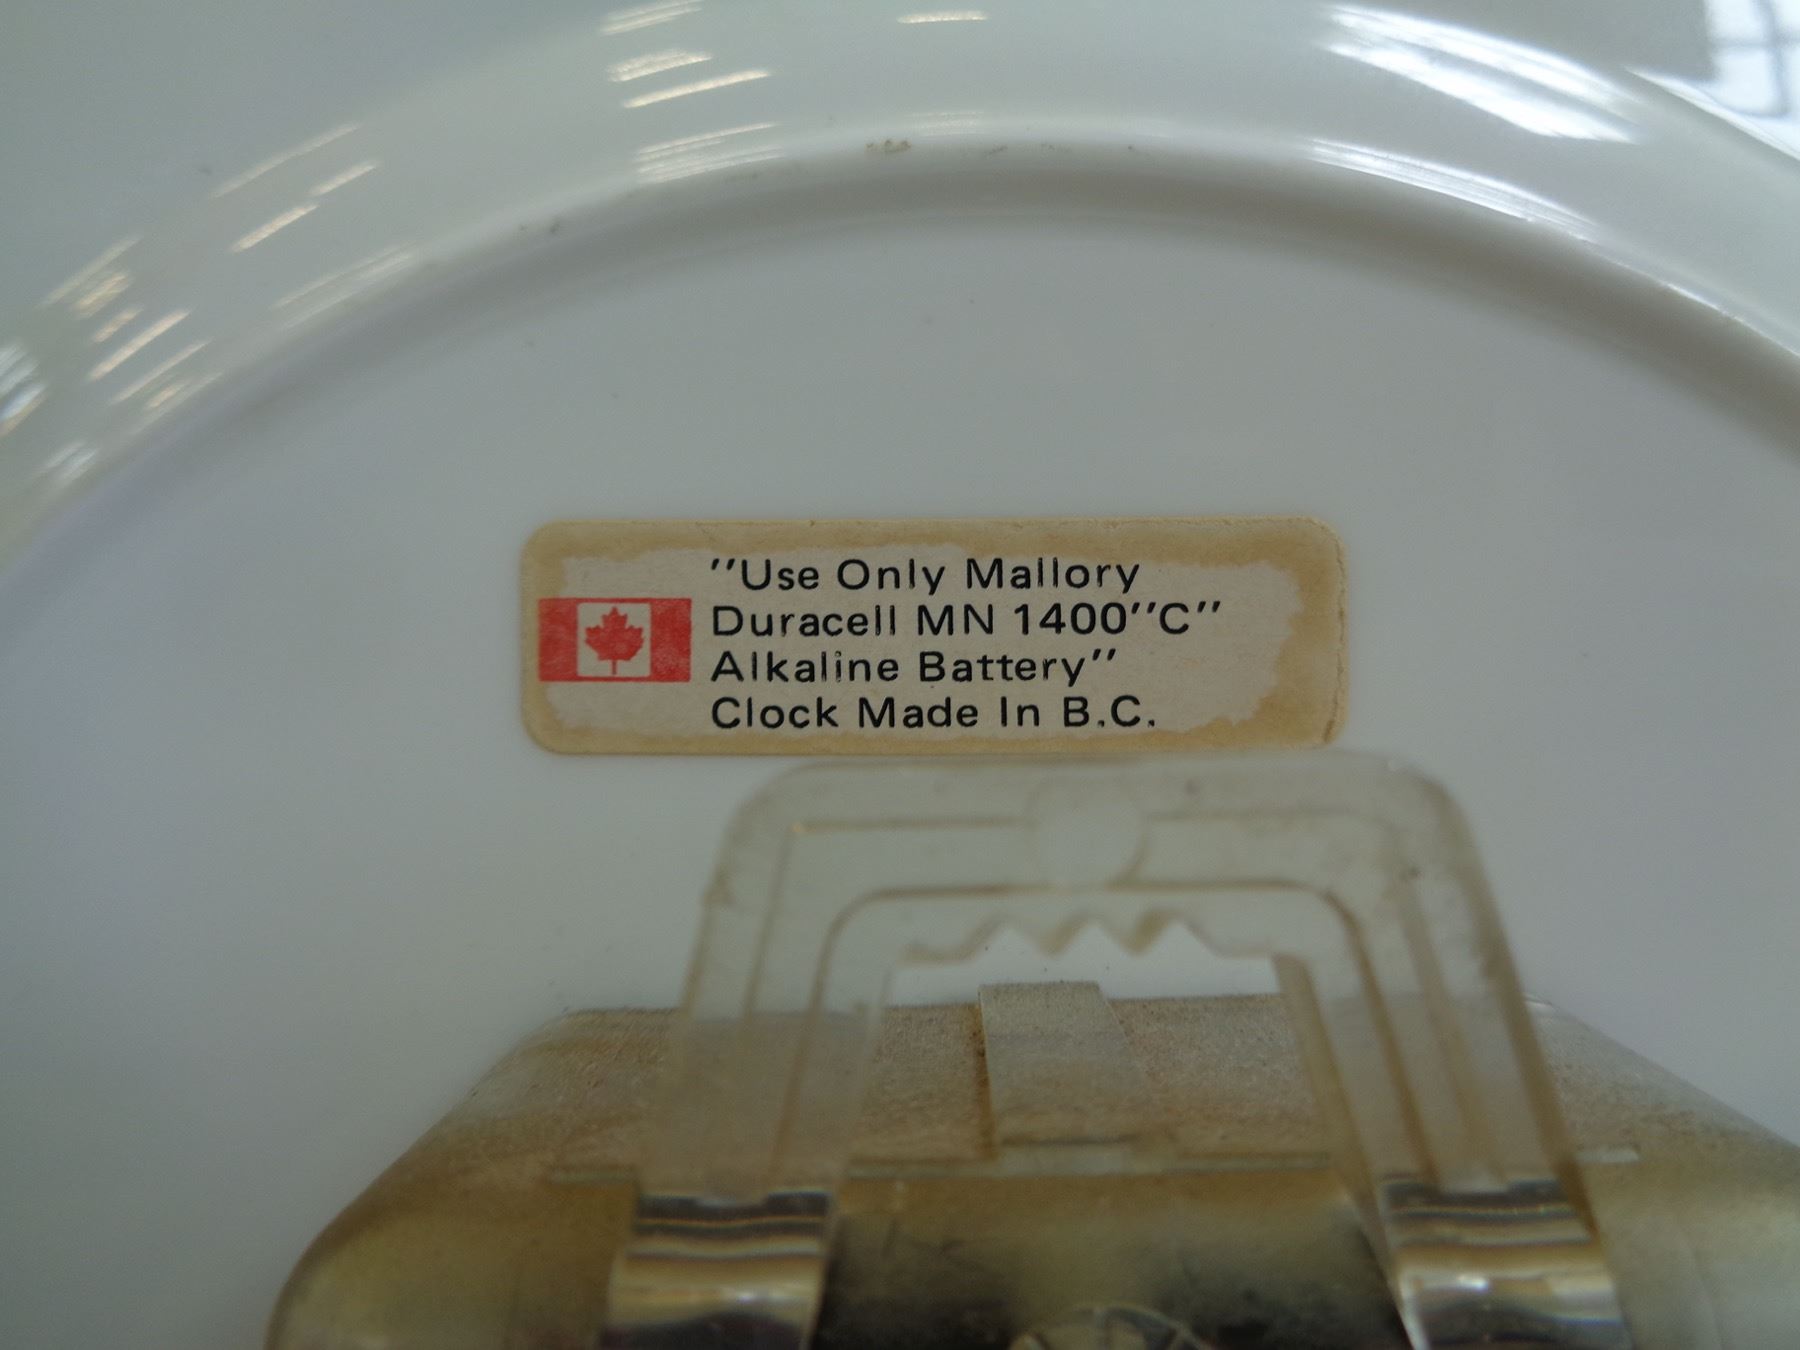 "Use Only Mallory
Duracell MN 1400"C"
Alkaline Battery"
Clock Made In B.C.